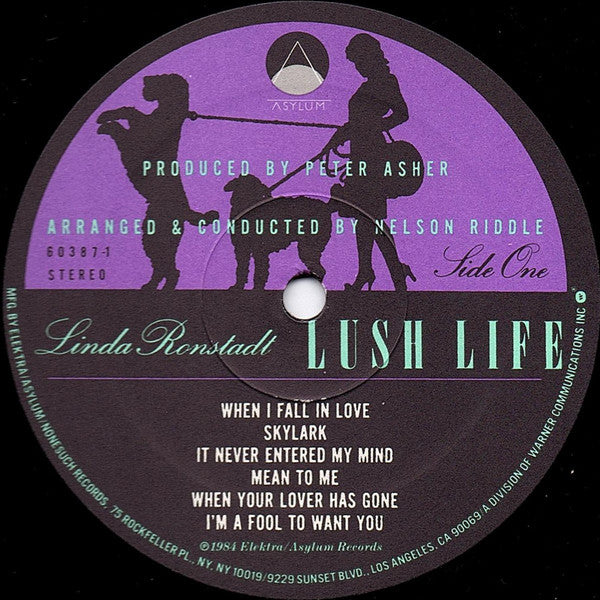 ASYLUM
PRODUCED BY PETER ASHER
ARRANGED & CONDUCTED BY NELSON RIDDLE
60387-1
STEREO
Side One
Linda Ronstadt
LUSH LIFE
WHEN I FALL IN LOVE
SKYLARK
IT NEVER ENTERED MY MIND
MEAN TO ME
WHEN YOUR LOVER HAS GONE
I'M A FOOL TO WANT YOU
℗1984 Elektra/Asylum Records
MFG. BY ELEKTRA/ASYLUM/NONESUCH RECORDS, 75 ROCKFELLER PL., NY, NY 10019/9229 SUNSET BLVD., LOS ANGELES, CA 90069/A DIVISION OF WARNER COMMUNICATIONS INC